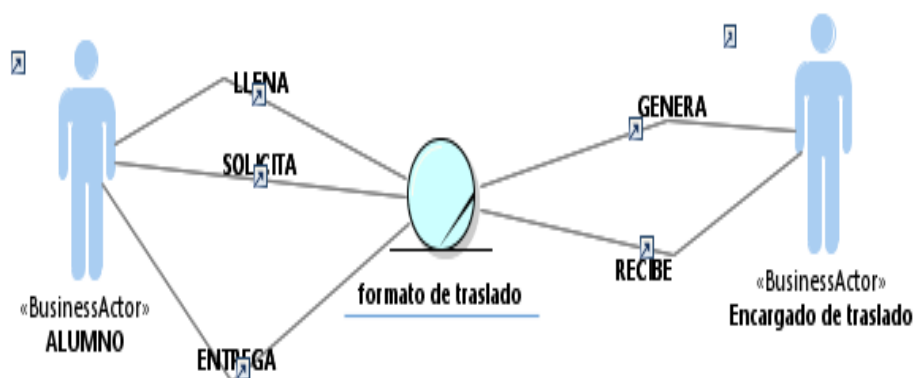 LLENA
SOLICITA
ENTREGA
GENERA
RECIBE
formato de traslado
«BusinessActor»
ALUMNO
«BusinessActor»
Encargado de traslado